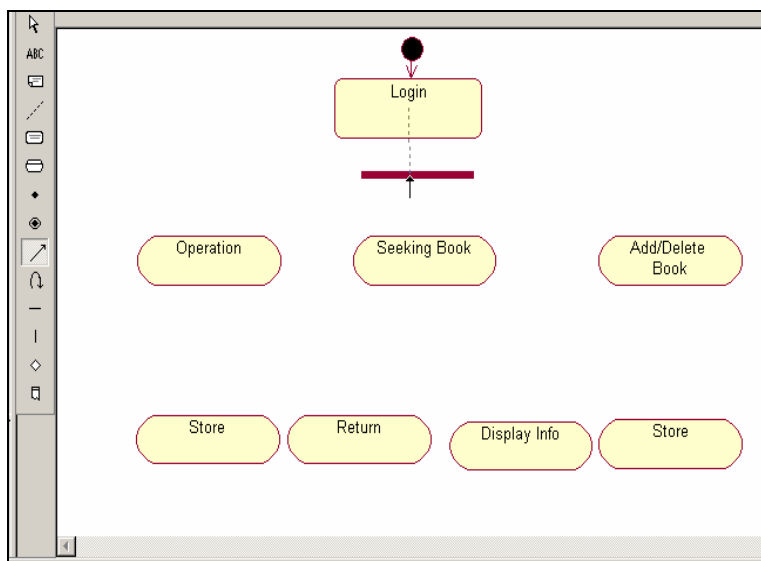 ABC
Login
Operation
Seeking Book
Add/Delete
Book
Store
Return
Display Info
Store